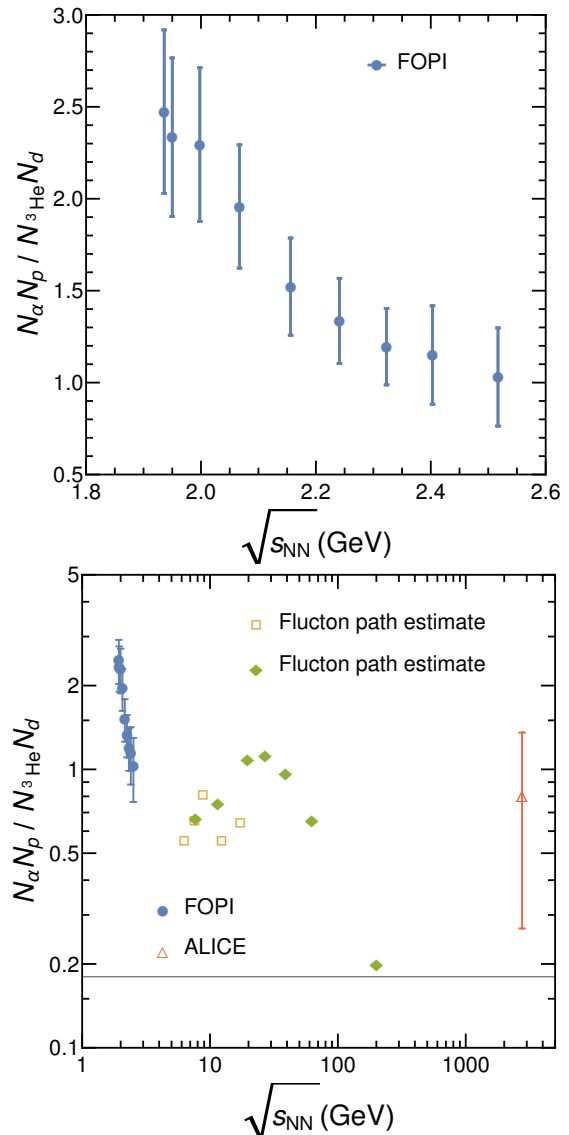 3.0
2.5
2.0
1.5
1.0
0.5
N_α N_p / N_³He N_d
FOPI
1.8 2.0 2.2 2.4 2.6
√s_NN (GeV)
5
2
1
0.5
0.2
0.1
N_α N_p / N_³He N_d
Flucton path estimate
Flucton path estimate
FOPI
ALICE
1 10 100 1000
√s_NN (GeV)